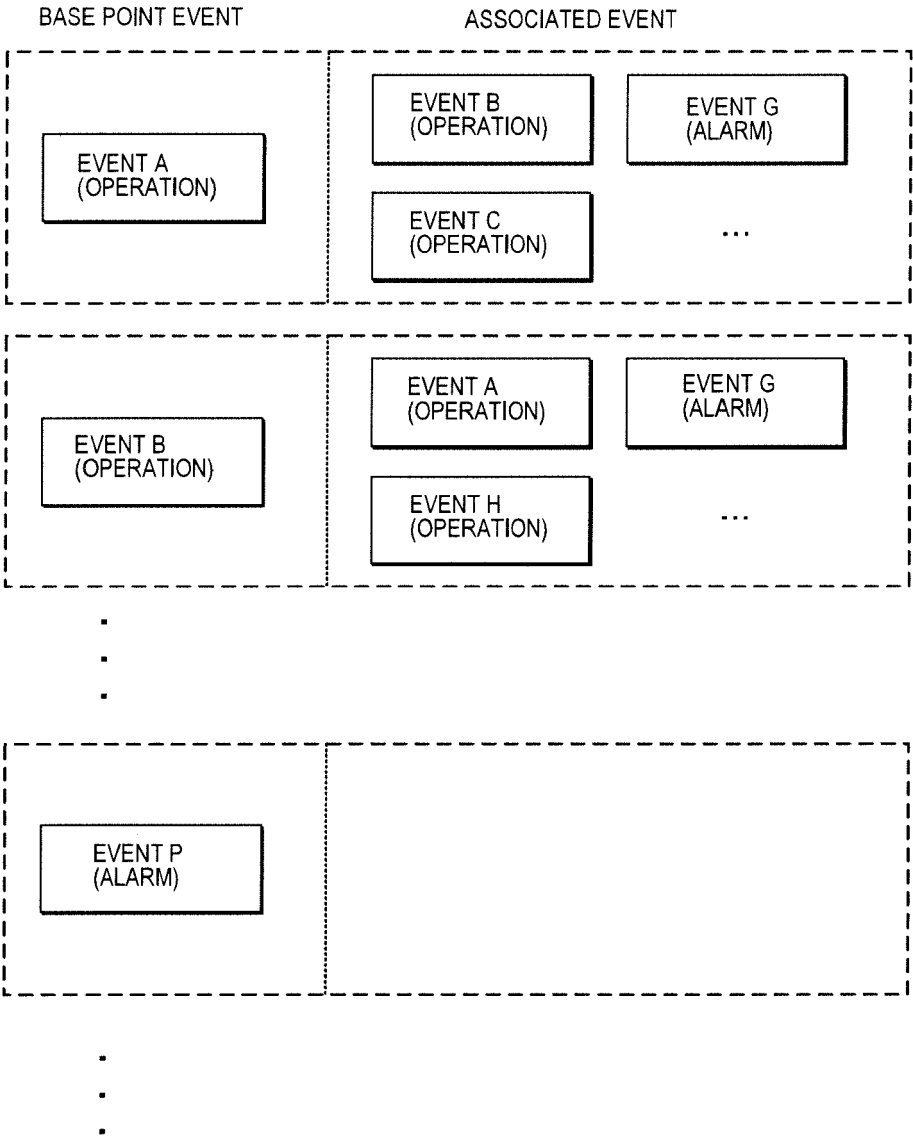 BASE POINT EVENT
ASSOCIATED EVENT
EVENT A
(OPERATION)
EVENT B
(OPERATION)
EVENT G
(ALARM)
EVENT C
(OPERATION)
...
EVENT B
(OPERATION)
EVENT A
(OPERATION)
EVENT G
(ALARM)
EVENT H
(OPERATION)
...
EVENT P
(ALARM)